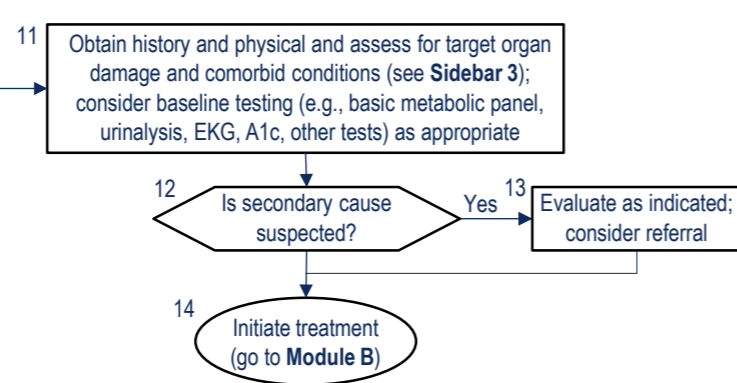 11
Obtain history and physical and assess for target organ
damage and comorbid conditions (see Sidebar 3);
consider baseline testing (e.g., basic metabolic panel,
urinalysis, EKG, A1c, other tests) as appropriate
12
Is secondary cause
suspected?
Yes
13
Evaluate as indicated;
consider referral
14
Initiate treatment
(go to Module B)